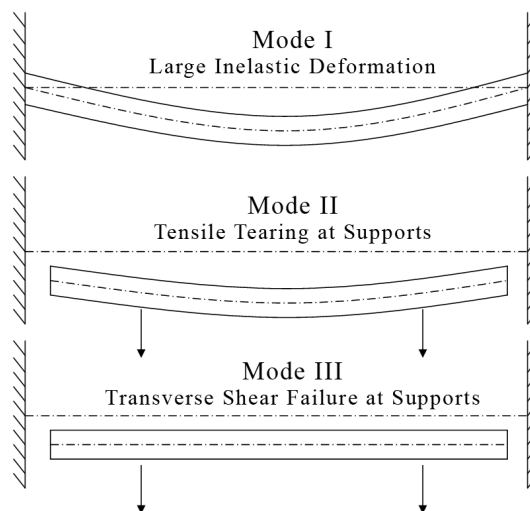 Mode I
Large Inelastic Deformation
Mode II
Tensile Tearing at Supports
Mode III
Transverse Shear Failure at Supports